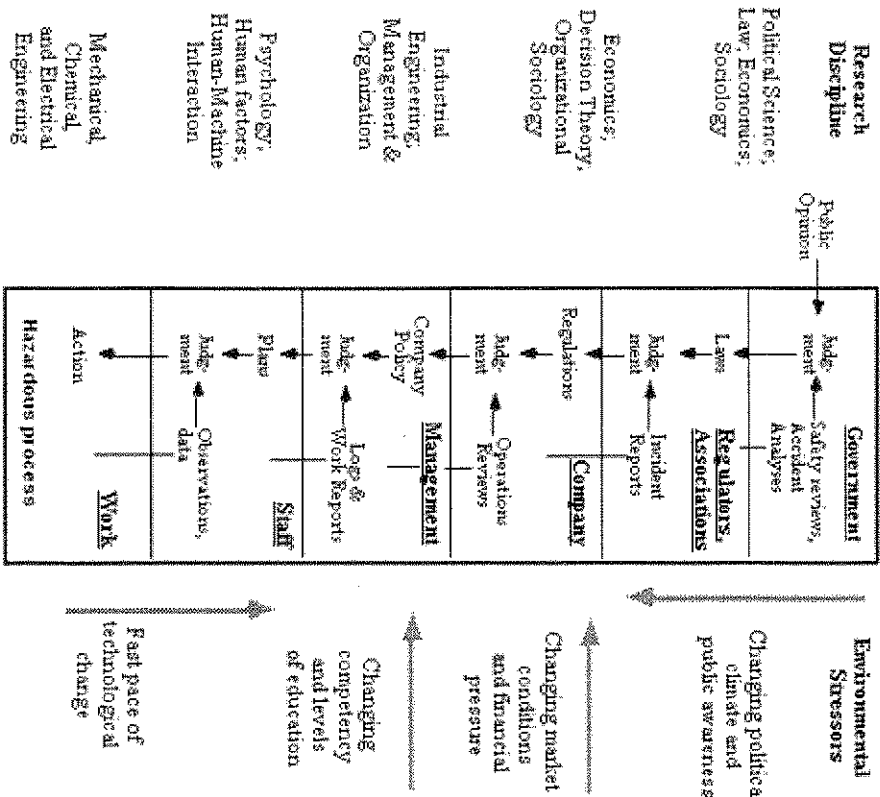 Research
Discipline
Political Science;
Law; Economics;
Sociology
Economics;
Decision Theory;
Organizational
Sociology
Industrial
Engineering;
Management &
Organization
Psychology;
Human factors;
Human-Machine
Interaction
Mechanical,
Chemical,
and Electrical
Engineering
Public
Opinion
Government
Judge-
ment
Safety reviews,
Accident
Analyses
Laws
Regulators,
Associations
Judge-
ment
Incident
Reports
Regulations
Company
Judge-
ment
Operations
Reviews
Company
Policy
Management
Judge-
ment
Logs &
Work Reports
Plans
Staff
Judge-
ment
Observations,
data
Action
Work
Hazardous process
Environmental
Stressors
Changing politica
climate and
public awareness
Changing market
conditions
and financial
pressure
Changing
competency
and levels
of education
Fast pace of
technological
change